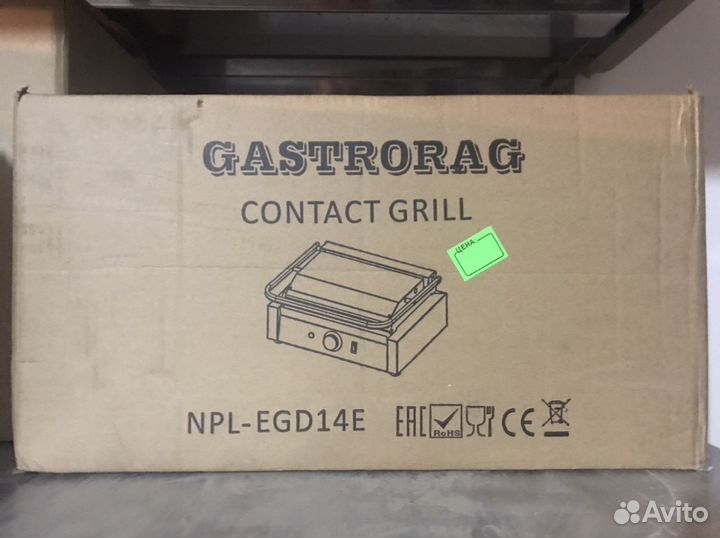 GASTRORAG
CONTACT GRILL
ЦЕНА
NPL-EGD14E
EAC
RoHS
CE
Avito